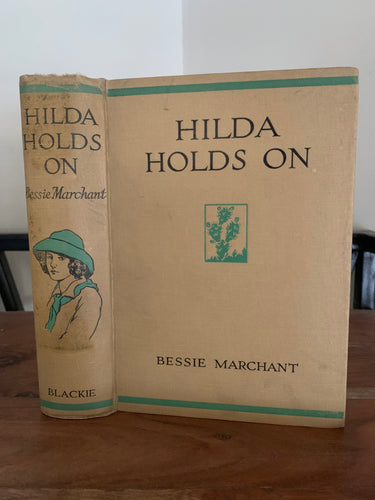 HILDA
HOLDS
ON
Bessie Marchant
BLACKIE
HILDA
HOLDS ON
BESSIE MARCHANT